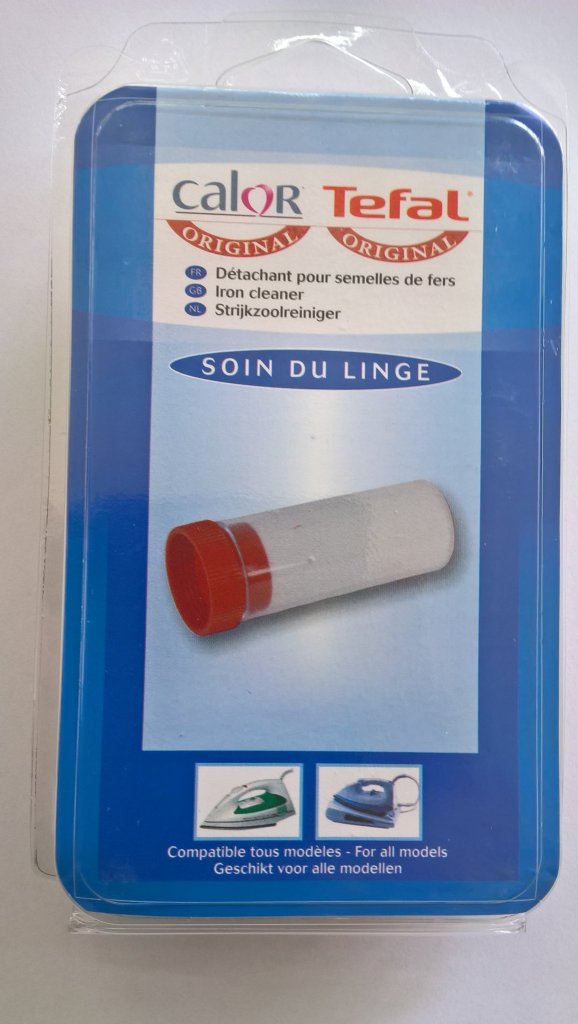 calor Tefal
ORIGINAL ORIGINAL
FR Détachant pour semelles de fers
GB Iron cleaner
NL Strijkzoolreiniger
SOIN DU LINGE
Compatible tous modèles - For all models
Geschikt voor alle modellen